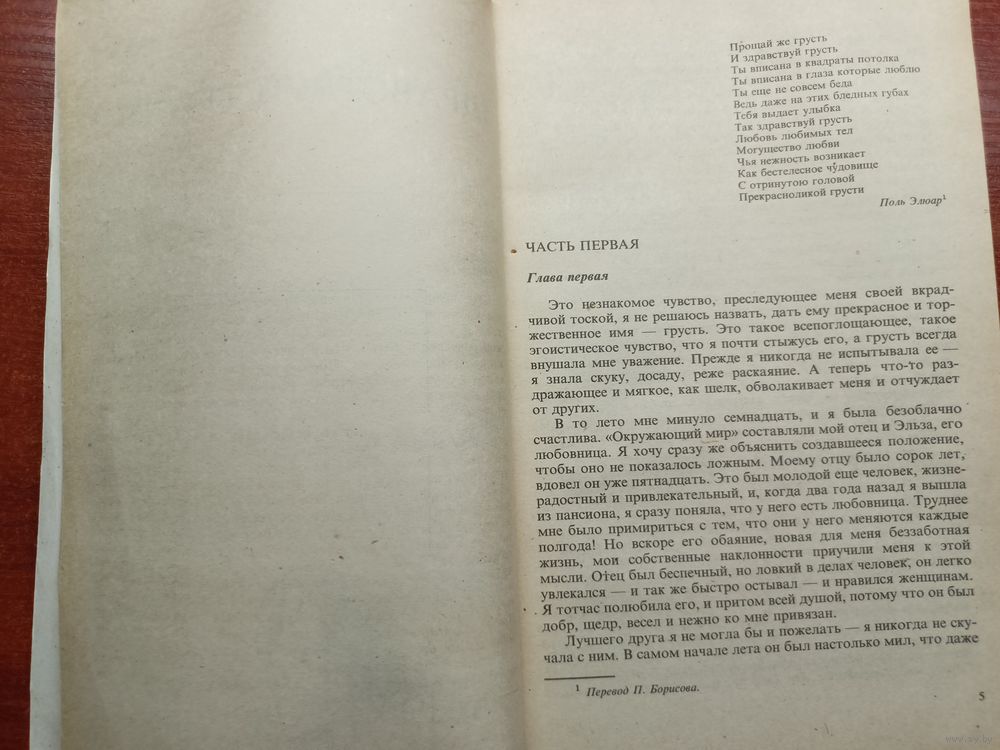 Прощай же грусть
И здравствуй грусть
Ты вписана в квадраты потолка
Ты вписана в глаза которые люблю
Ты еще не совсем беда
Ведь даже на этих бледных губах
Тебя выдает улыбка
Так здравствуй грусть
Любовь любимых тел
Могущество любви
Чья нежность возникает
Как бестелесное чудовище
С отринутою головой
Прекрасноликой грусти
Поль Элюар¹
ЧАСТЬ ПЕРВАЯ
Глава первая
Это незнакомое чувство, преследующее меня своей вкрад-
чивой тоской, я не решаюсь назвать, дать ему прекрасное и тор-
жественное имя — грусть. Это такое всепоглощающее, такое
эгоистическое чувство, что я почти стыжусь его, а грусть всегда
внушала мне уважение. Прежде я никогда не испытывала ее —
я знала скуку, досаду, реже раскаяние. А теперь что-то раз-
дражающее и мягкое, как шелк, обволакивает меня и отчуждает
от других.
В то лето мне минуло семнадцать, и я была безоблачно
счастлива. «Окружающий мир» составляли мой отец и Эльза, его
любовница. Я хочу сразу же объяснить создавшееся положение,
чтобы оно не показалось ложным. Моему отцу было сорок лет,
вдовел он уже пятнадцать. Это был молодой еще человек, жизне-
радостный и привлекательный, и, когда два года назад я вышла
из пансиона, я сразу поняла, что у него есть любовница. Труднее
мне было примириться с тем, что они у него меняются каждые
полгода! Но вскоре его обаяние, новая для меня беззаботная
жизнь, мои собственные наклонности приучили меня к этой
мысли. Отец был беспечный, но ловкий в делах человек, он легко
увлекался — и так же быстро остывал — и нравился женщинам.
Я тотчас полюбила его, и притом всей душой, потому что он был
добр, щедр, весел и нежно ко мне привязан.
Лучшего друга я не могла бы и пожелать — я никогда не ску-
чала с ним. В самом начале лета он был настолько мил, что даже
¹ Перевод П. Борисова.
5